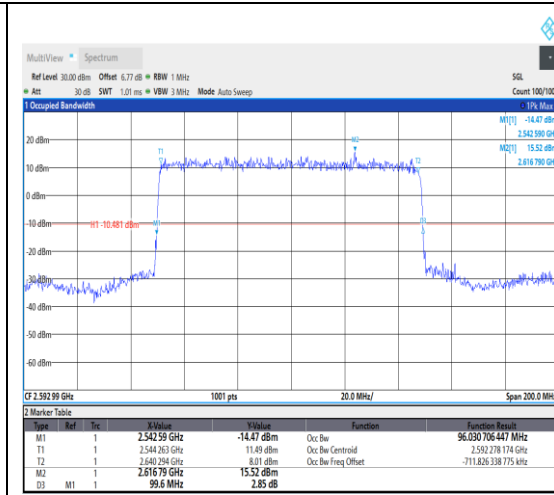 MultiView Spectrum
Ref Level 30.00 dBm Offset 6.77 dB RBW 1 MHz SGL
Att 30 dB SWT 1.01 ms VBW 3 MHz Mode Auto Sweep Count 100/100
1 Occupied Bandwidth 1Pk Max
M1[1] -14.47 dBm
2.542 590 GH
M2[1] 15.52 dBm
2.616 790 GH
20 dBm
T1
M2
T2
10 dBm
0 dBm
-10 dBm
H1 -10.481 dBm
M1
D3
-20 dBm
-30 dBm
-40 dBm
-50 dBm
-60 dBm
CF 2.592 99 GHz 1001 pts 20.0 MHz/ Span 200.0 MHz
2 Marker Table
Type Ref Trc X-Value Y-Value Function Function Result
M1 1 2.542 59 GHz -14.47 dBm Occ Bw 96.030 706 447 MHz
T1 1 2.544 263 GHz 11.49 dBm Occ Bw Centroid 2.592 278 174 GHz
T2 1 2.640 294 GHz 8.01 dBm Occ Bw Freq Offset -711.826 338 775 kHz
M2 1 2.616 79 GHz 15.52 dBm
D3 M1 1 99.6 MHz 2.85 dB